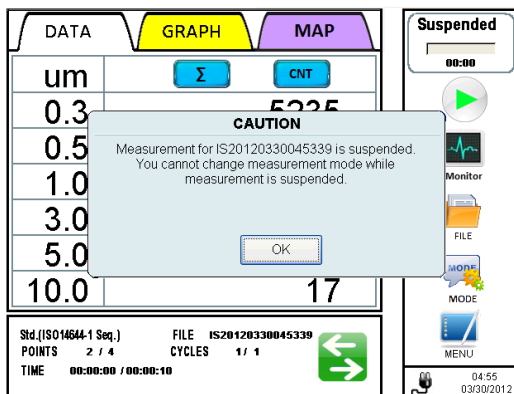 DATA
GRAPH
MAP
um
Σ
CNT
0.3
5235
0.5
1.0
3.0
5.0
10.0
17
CAUTION
Measurement for IS20120330045339 is suspended.
You cannot change measurement mode while
measurement is suspended.
OK
Std.(ISO14644-1 Seq.)
FILE IS20120330045339
POINTS 2 / 4
CYCLES 1/ 1
TIME 00:00:00 / 00:00:10
Suspended
00:00
Monitor
FILE
MODE
MODE
MENU
04:55
03/30/2012